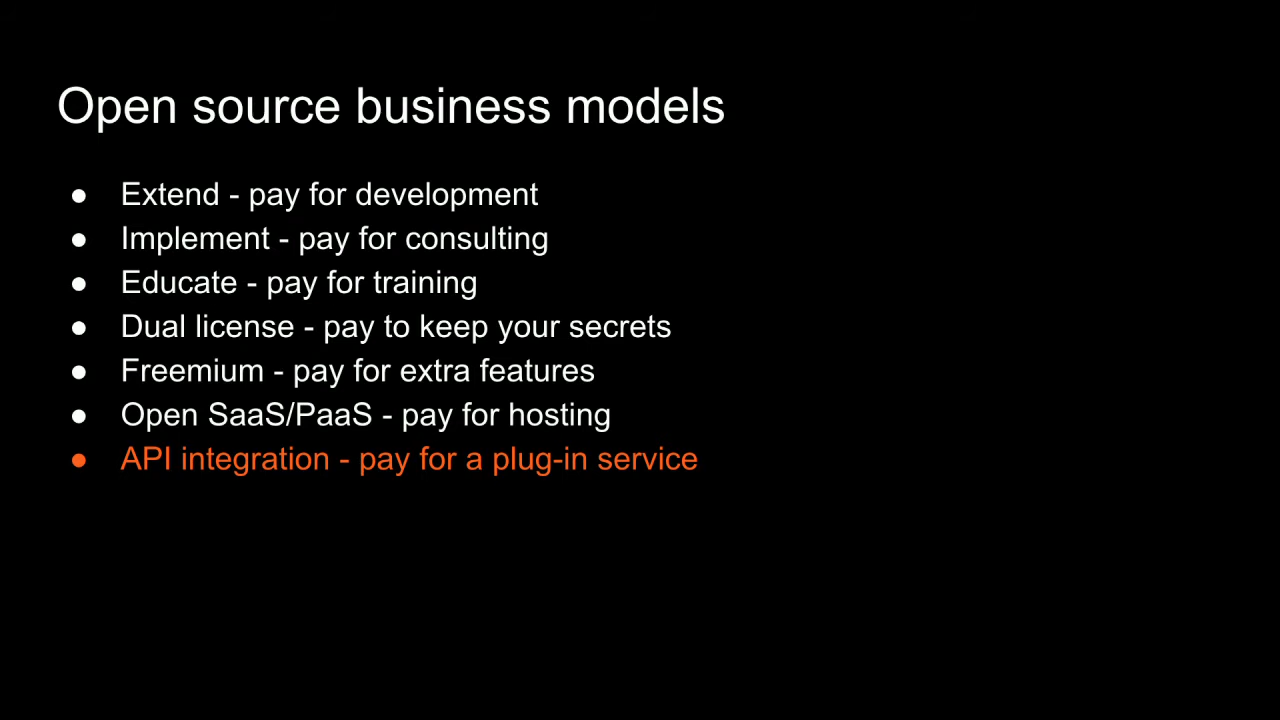 Open source business models
● Extend - pay for development
● Implement - pay for consulting
● Educate - pay for training
● Dual license - pay to keep your secrets
● Freemium - pay for extra features
● Open SaaS/PaaS - pay for hosting
● API integration - pay for a plug-in service